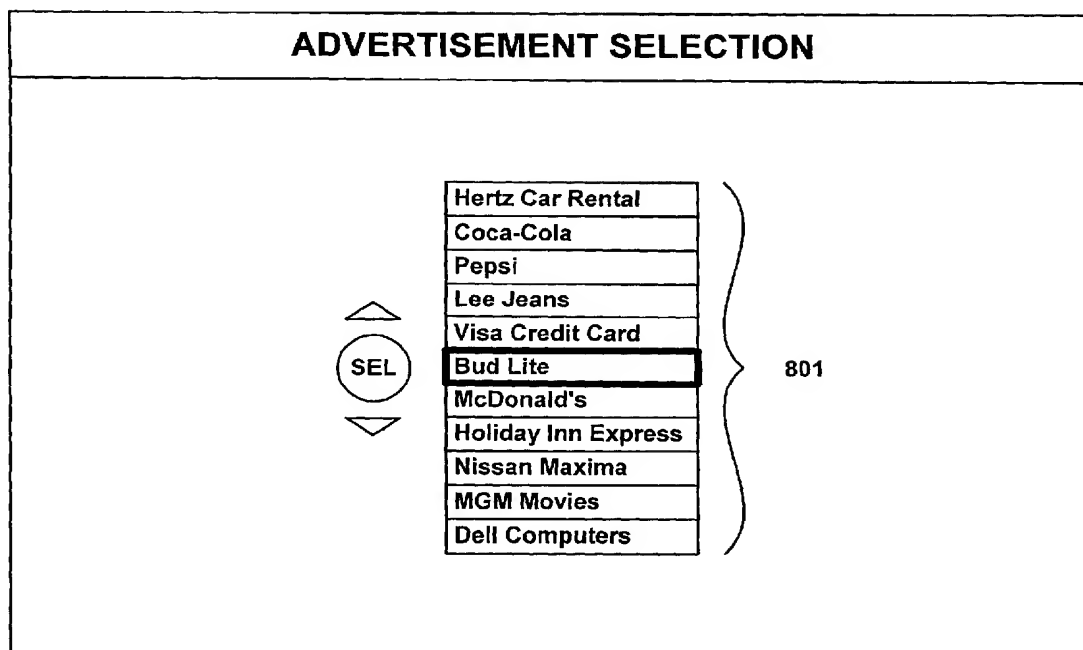 ADVERTISEMENT SELECTION
Hertz Car Rental
Coca-Cola
Pepsi
Lee Jeans
Visa Credit Card
SEL
Bud Lite
801
McDonald's
Holiday Inn Express
Nissan Maxima
MGM Movies
Dell Computers